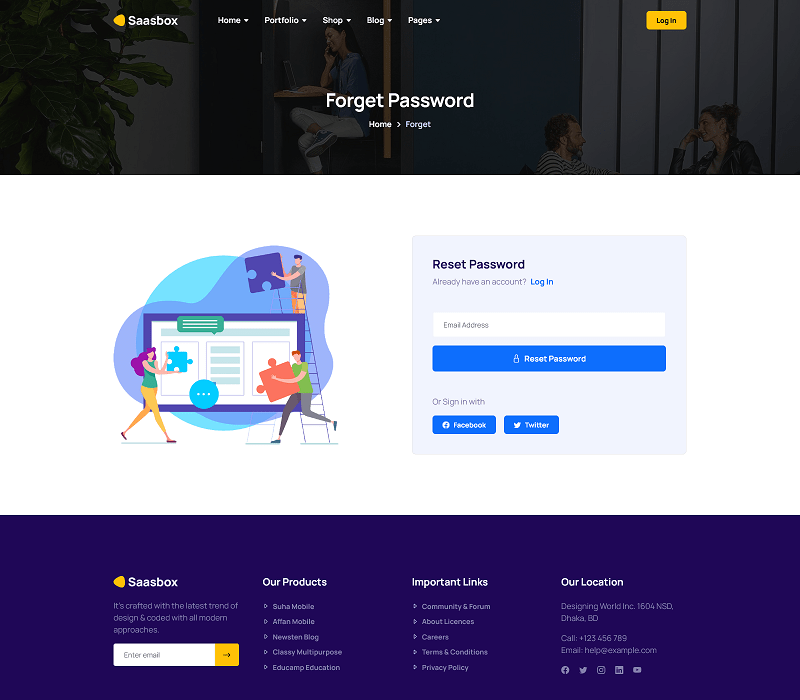 Saasbox
Home Portfolio Shop Blog Pages
Log In
Forget Password
Home > Forget
Reset Password
Already have an account? Log In
Email Address
Reset Password
Or Sign in with
Facebook Twitter
Saasbox
It's crafted with the latest trend of
design & coded with all modern
approaches.
Enter email
Our Products
Suha Mobile
Affan Mobile
Newsten Blog
Classy Multipurpose
Educamp Education
Important Links
Community & Forum
About Licences
Careers
Terms & Conditions
Privacy Policy
Our Location
Designing World Inc. 1604 NSD,
Dhaka, BD
Call: +123 456 789
Email: help@example.com